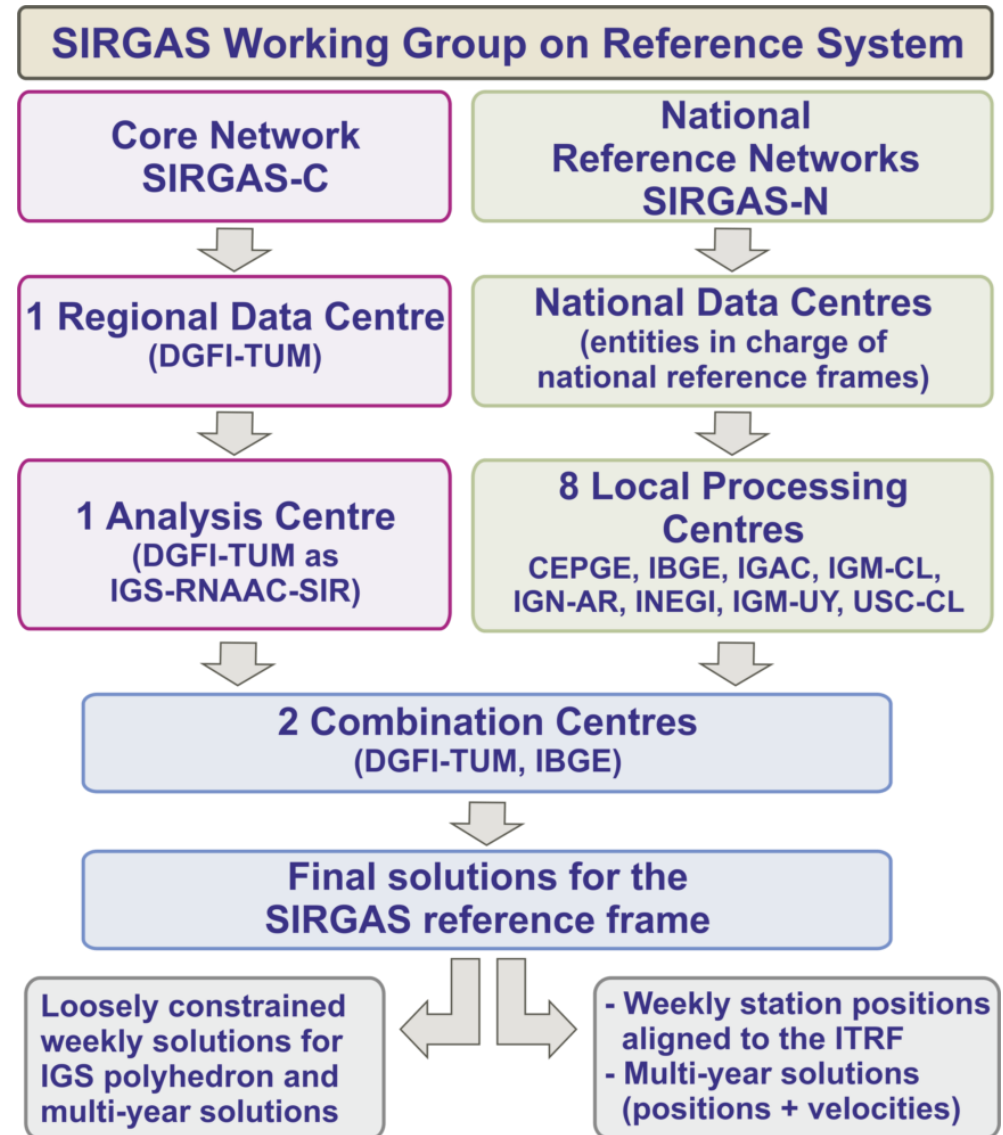 SIRGAS Working Group on Reference System
Core Network
SIRGAS-C
National
Reference Networks
SIRGAS-N
1 Regional Data Centre
(DGFI-TUM)
National Data Centres
(entities in charge of
national reference frames)
1 Analysis Centre
(DGFI-TUM as
IGS-RNAAC-SIR)
8 Local Processing
Centres
CEPGE, IBGE, IGAC, IGM-CL,
IGN-AR, INEGI, IGM-UY, USC-CL
2 Combination Centres
(DGFI-TUM, IBGE)
Final solutions for the
SIRGAS reference frame
Loosely constrained
weekly solutions for
IGS polyhedron and
multi-year solutions
- Weekly station positions
aligned to the ITRF
- Multi-year solutions
(positions + velocities)